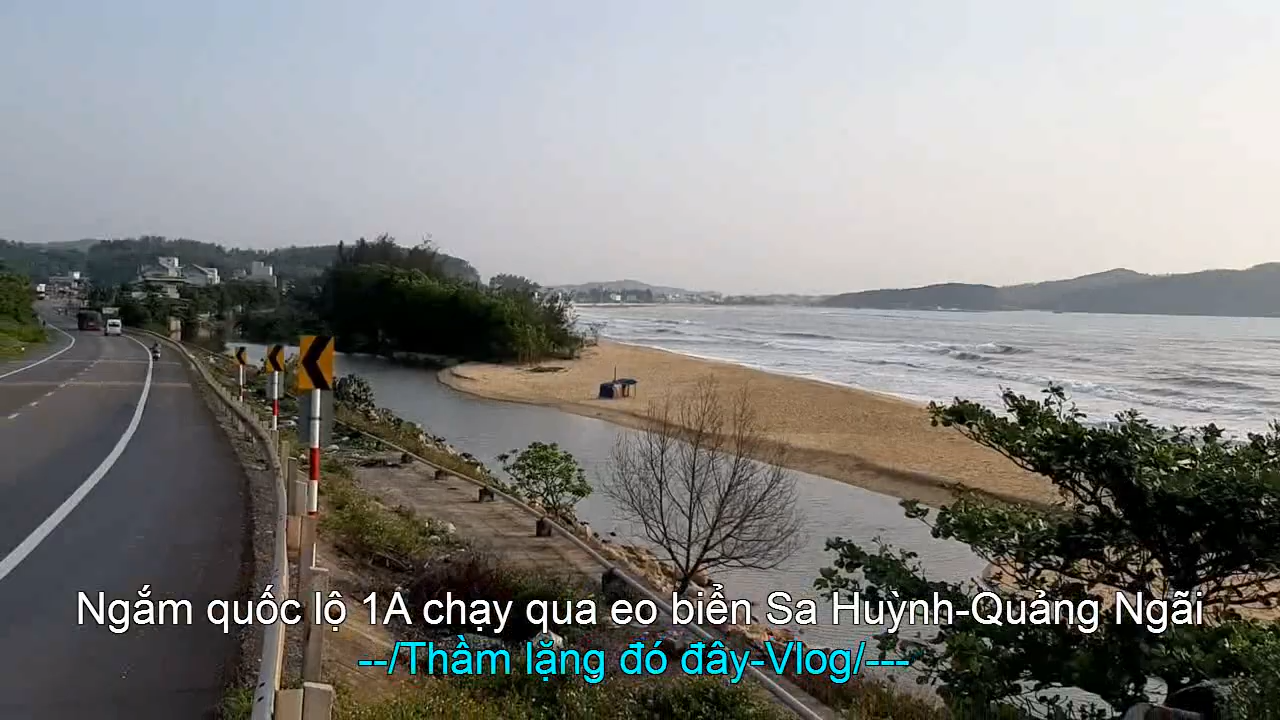 Ngắm quốc lộ 1A chạy qua eo biển Sa Huỳnh-Quảng Ngãi
--/Thầm lặng đó đây-Vlog/---